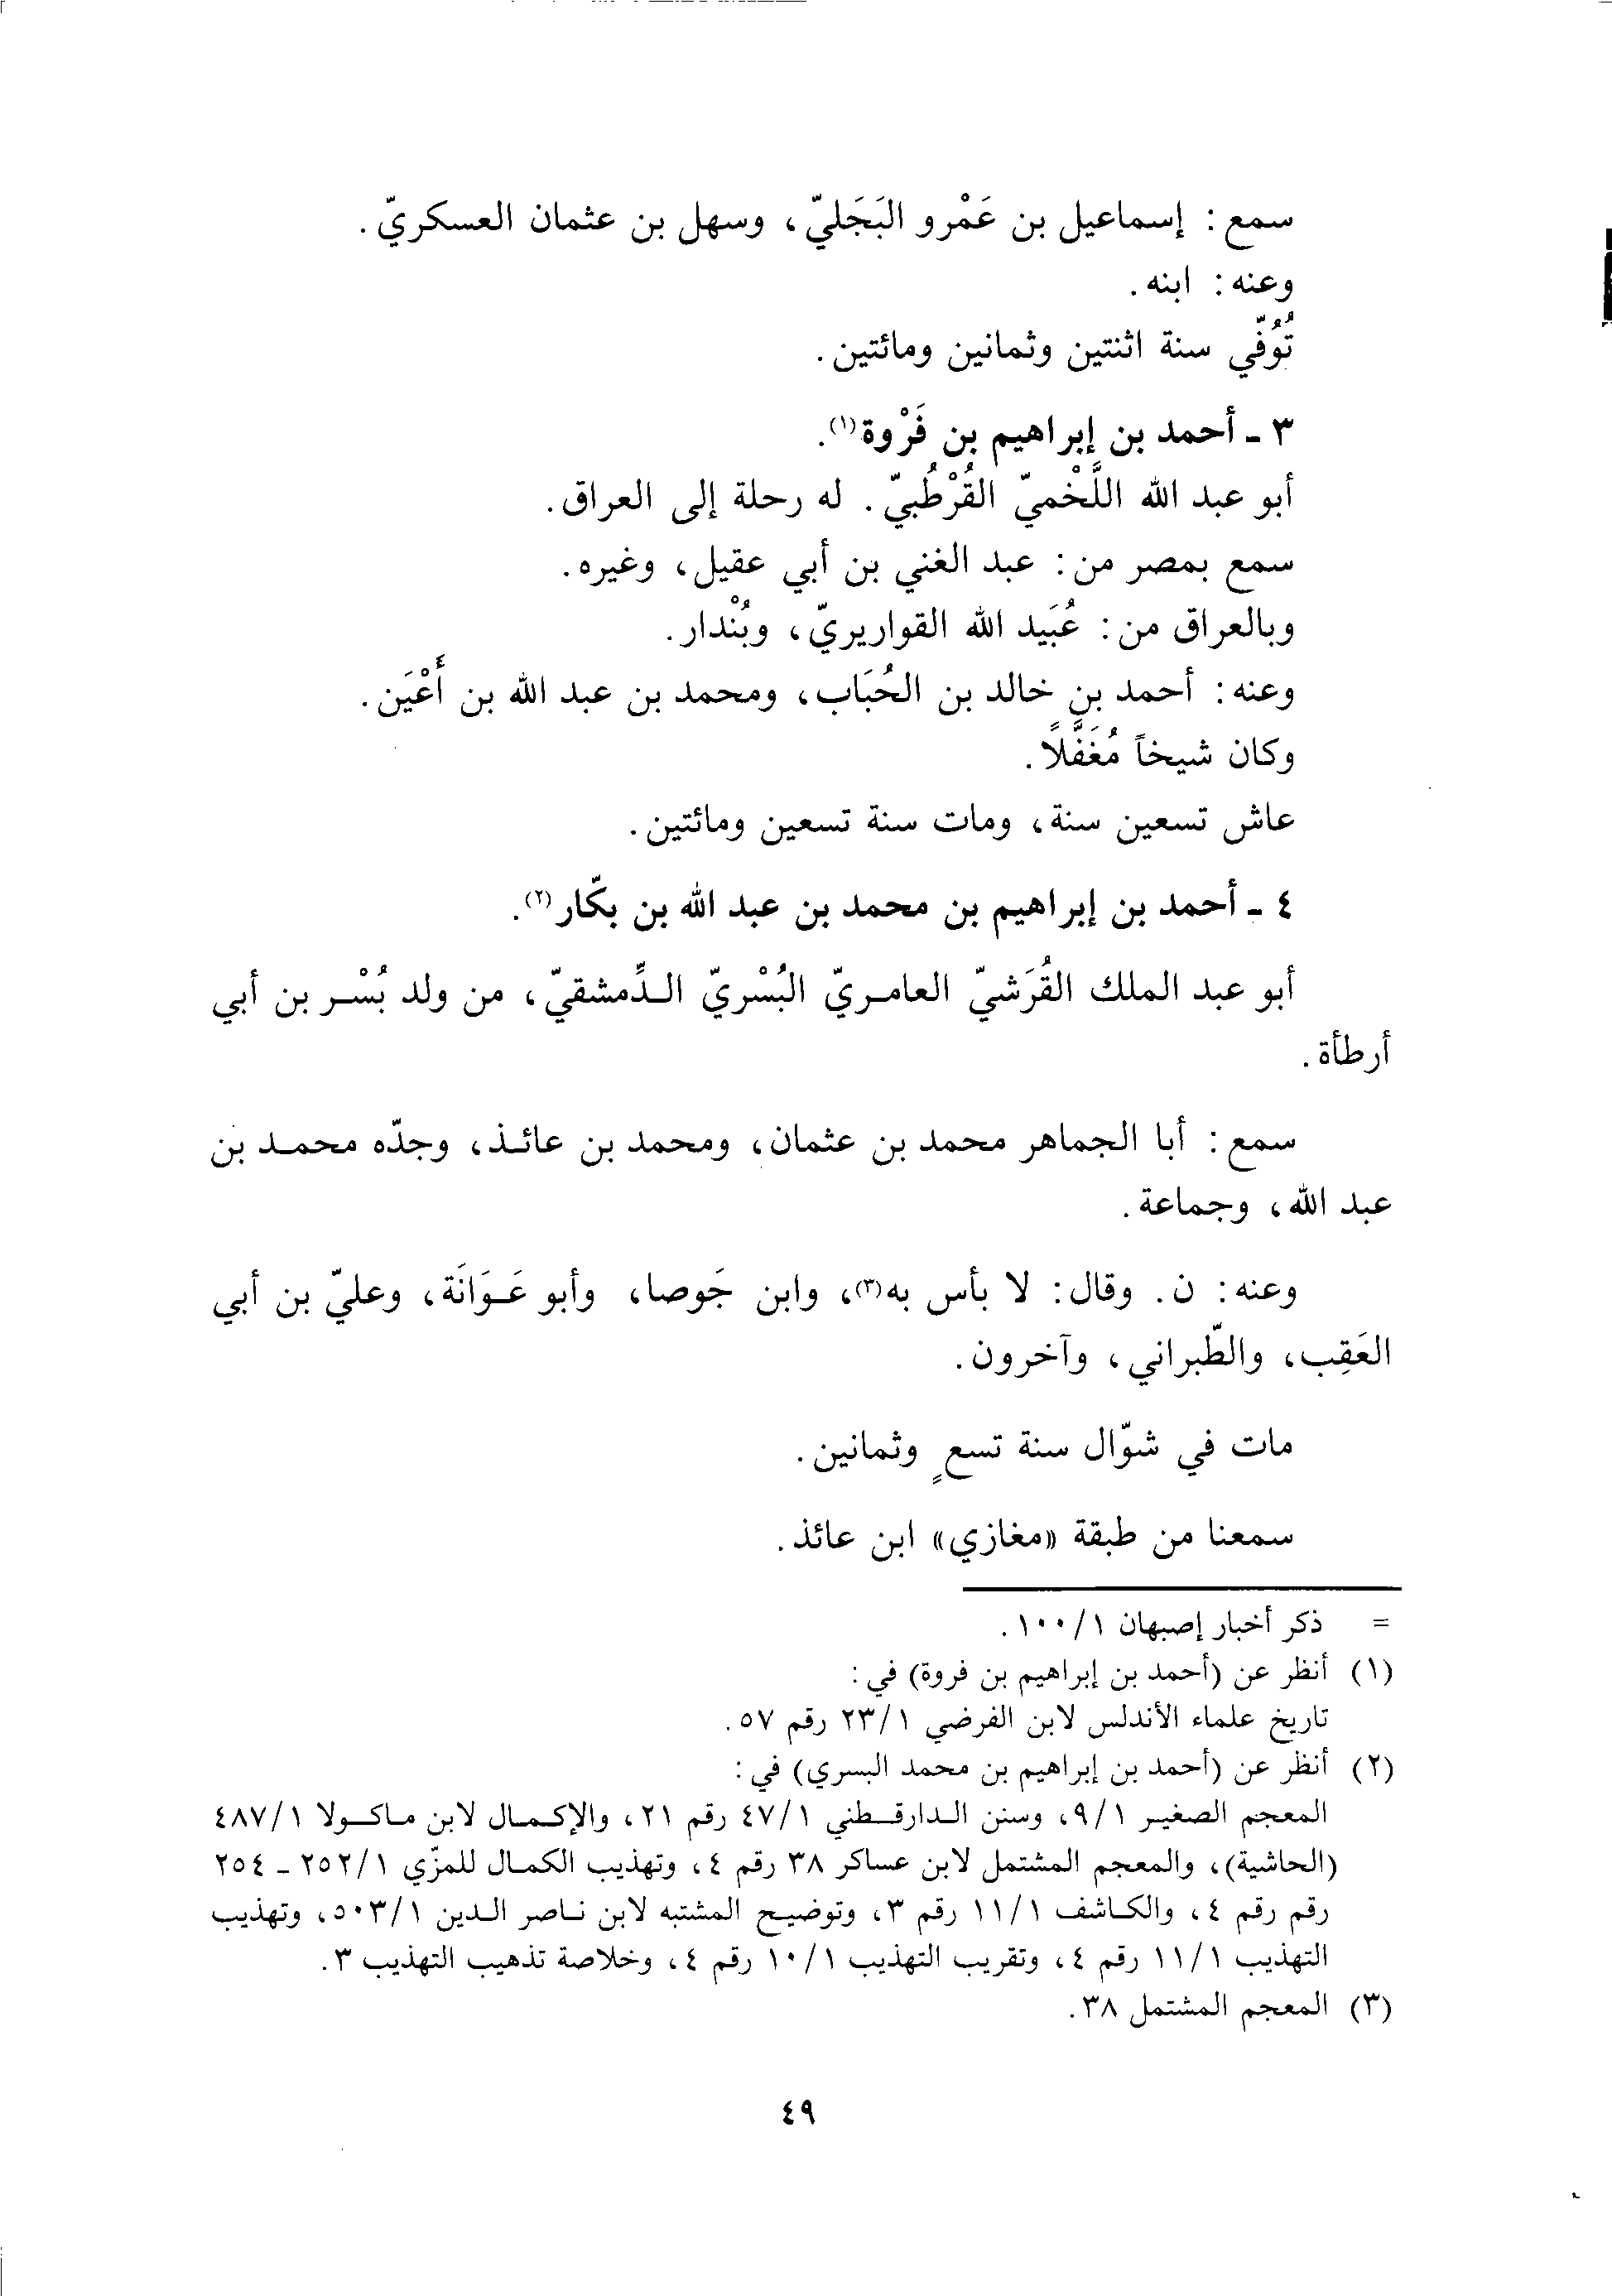 سمع: إسماعيل بن عَمْرو البَجَليّ، وسهل بن عثمان العسكريّ.
وعنه: ابنه.
تُوُفّي سنة اثنتين وثمانين ومائتين.
٣ ـ أحمد بن إبراهيم بن فَرْوة(١).
أبو عبد الله اللَّخْميّ القُرْطُبيّ. له رحلة إلى العراق.
سمع بمصر من: عبد الغني بن أبي عقيل، وغيره.
وبالعراق من: عُبَيد الله القواريريّ، وبُنْدار.
وعنه: أحمد بن خالد بن الحُبَاب، ومحمد بن عبد الله بن أَعْيَن.
وكان شيخاً مُغَفَّلاً.
عاش تسعين سنة، ومات سنة تسعين ومائتين.
٤ ـ أحمد بن إبراهيم بن محمد بن عبد الله بن بكّار(٢).
أبو عبد الملك القُرَشيّ العامريّ البُسْريّ الدِّمشقيّ، من ولد بُسْر بن أبي
أرطأة.
سمع: أبا الجماهر محمد بن عثمان، ومحمد بن عائذ، وجدّه محمد بن
عبد الله، وجماعة.
وعنه: ن. وقال: لا بأس به(٣)، وابن جَوصا، وأبو عَوَانَة، وعليّ بن أبي
العَقِب، والطّبراني، وآخرون.
مات في شوّال سنة تسعٍ وثمانين.
سمعنا من طبقة «مغازي» ابن عائذ.
= ذكر أخبار إصبهان ١/١٠٠.
(١) أنظر عن (أحمد بن إبراهيم بن فروة) في:
تاريخ علماء الأندلس لابن الفرضي ١/٢٣ رقم ٥٧.
(٢) أنظر عن (أحمد بن إبراهيم بن محمد البسري) في:
المعجم الصغير ١/٩، وسنن الدارقطني ١/٤٧ رقم ٢١، والإكمال لابن ماكولا ١/٤٨٧
(الحاشية)، والمعجم المشتمل لابن عساكر ٣٨ رقم ٤، وتهذيب الكمال للمزّي ١/٢٥٢ ـ ٢٥٤
رقم رقم ٤، والكاشف ١/١١ رقم ٣، وتوضيح المشتبه لابن ناصر الدين ١/٥٠٣، وتهذيب
التهذيب ١/١١ رقم ٤، وتقريب التهذيب ١/١٠ رقم ٤، وخلاصة تذهيب التهذيب ٣.
(٣) المعجم المشتمل ٣٨.
٤٩